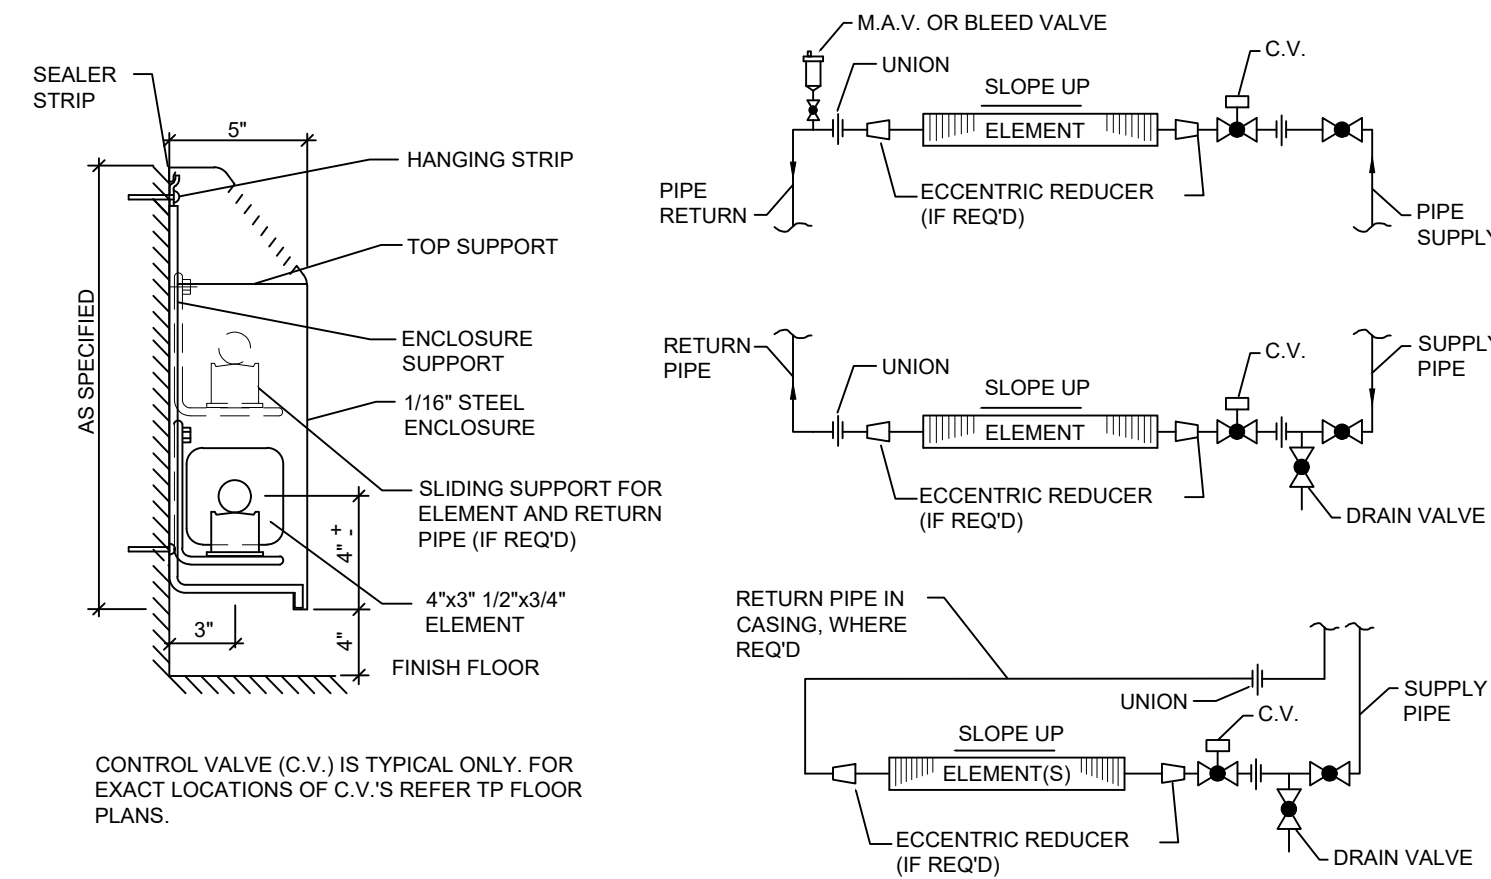 SEALER
STRIP
5"
HANGING STRIP
TOP SUPPORT
AS SPECIFIED
ENCLOSURE
SUPPORT
1/16" STEEL
ENCLOSURE
SLIDING SUPPORT FOR
ELEMENT AND RETURN
PIPE (IF REQ'D)
4" +
-
4"x3" 1/2"x3/4"
ELEMENT
3"
4"
FINISH FLOOR
CONTROL VALVE (C.V.) IS TYPICAL ONLY. FOR
EXACT LOCATIONS OF C.V.'S REFER TP FLOOR
PLANS.
M.A.V. OR BLEED VALVE
UNION
SLOPE UP
C.V.
ELEMENT
PIPE
RETURN
ECCENTRIC REDUCER
(IF REQ'D)
PIPE
SUPPLY
RETURN
PIPE
UNION
SLOPE UP
C.V.
SUPPLY
PIPE
ELEMENT
ECCENTRIC REDUCER
(IF REQ'D)
DRAIN VALVE
RETURN PIPE IN
CASING, WHERE
REQ'D
UNION
SUPPLY
PIPE
SLOPE UP
C.V.
ELEMENT(S)
ECCENTRIC REDUCER
(IF REQ'D)
DRAIN VALVE